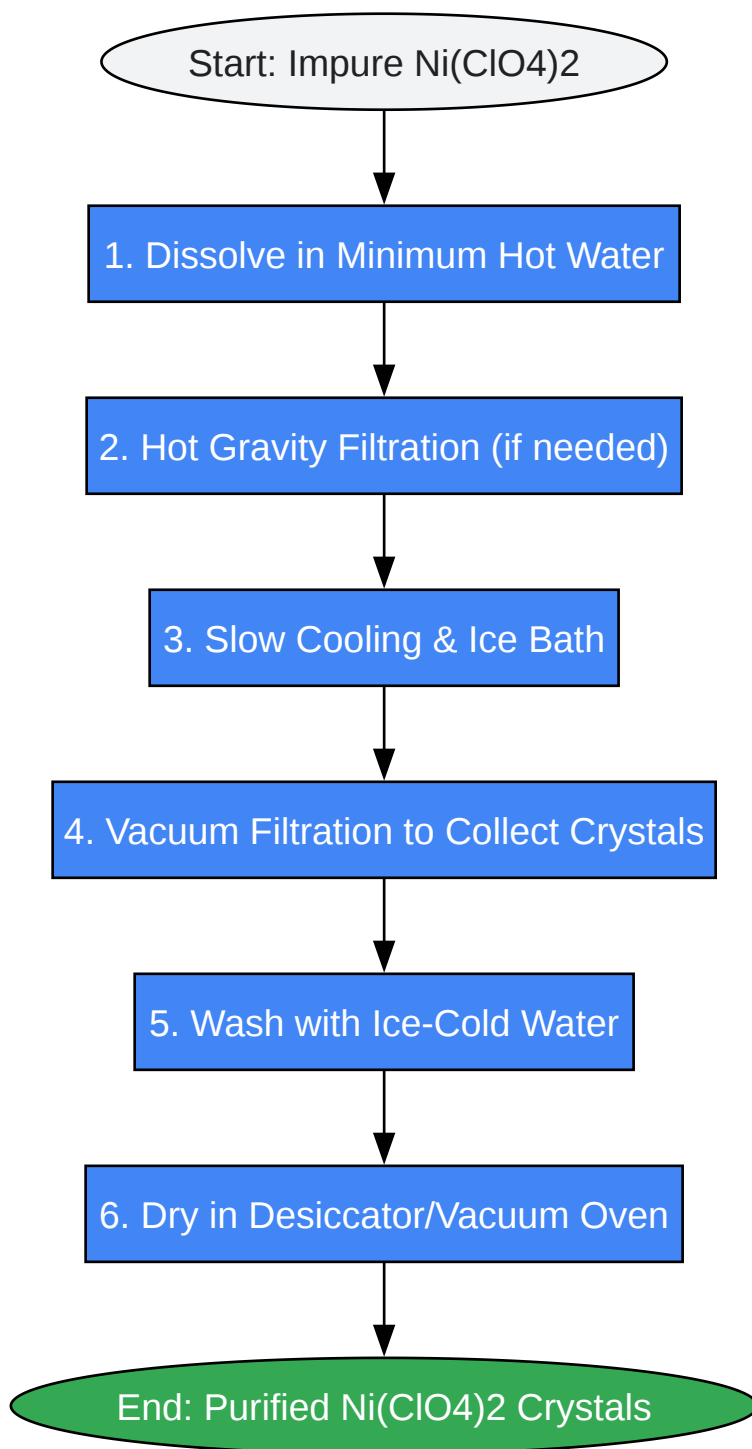 Start: Impure Ni(ClO4)2
1. Dissolve in Minimum Hot Water
2. Hot Gravity Filtration (if needed)
3. Slow Cooling & Ice Bath
4. Vacuum Filtration to Collect Crystals
5. Wash with Ice-Cold Water
6. Dry in Desiccator/Vacuum Oven
End: Purified Ni(ClO4)2 Crystals